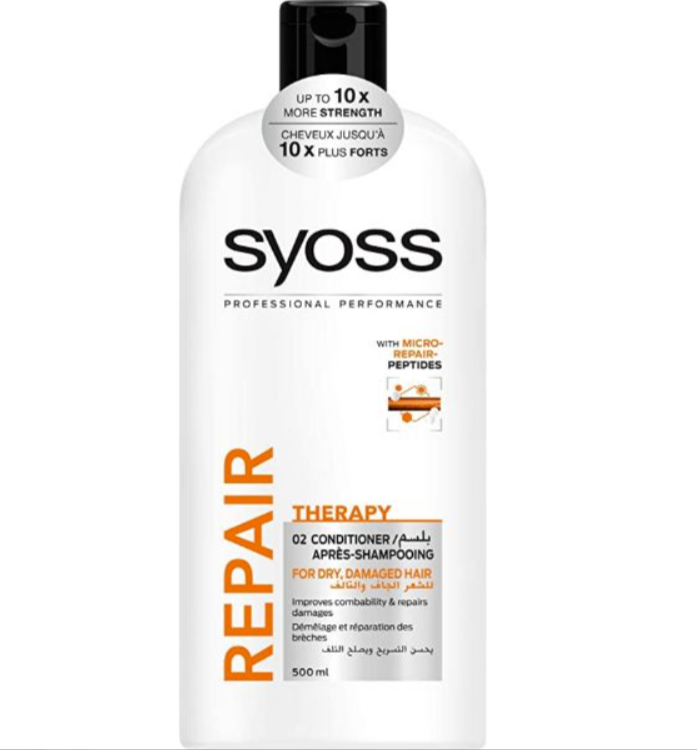 UP TO 10x
MORE STRENGTH
CHEVEUX JUSQU'À
10 x PLUS FORTS
syoss
PROFESSIONAL PERFORMANCE
WITH MICRO-
REPAIR-
PEPTIDES
REPAIR
THERAPY
02 CONDITIONER / بلسم
APRÈS-SHAMPOOING
FOR DRY, DAMAGED HAIR
للشعر الجاف والتالف
Improves combability & repairs
damages
Démêlage et réparation des
brèches
يحسن التسريح ويصلح التلف
500 ml